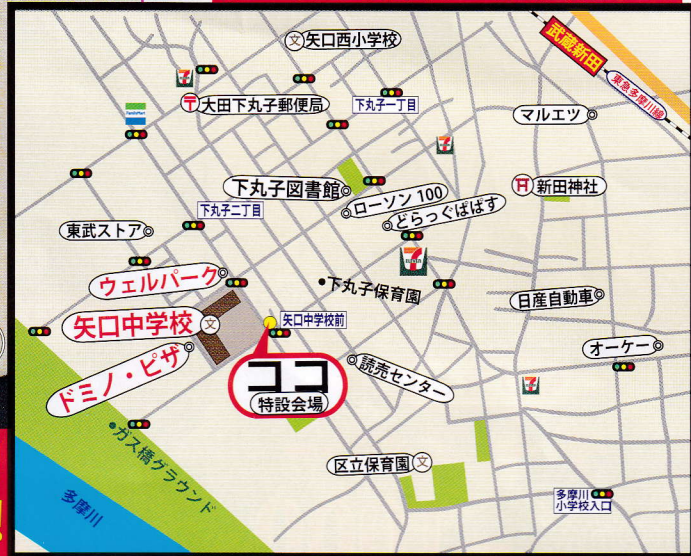 矢口西小学校
文
武蔵新田
東急多摩川線
〒大田下丸子郵便局
下丸子一丁目
FamilyMart
マルエツ
下丸子図書館
ローソン100
どらっぐぱぱす
新田神社
下丸子二丁目
東武ストア
ウェルパーク
下丸子保育園
日産自動車
矢口中学校
文
矢口中学校前
ココ
特設会場
オーケー
ドミノ・ピザ
読売センター
ガス橋グラウンド
区立保育園
文
多摩川
多摩川
小学校入口
!